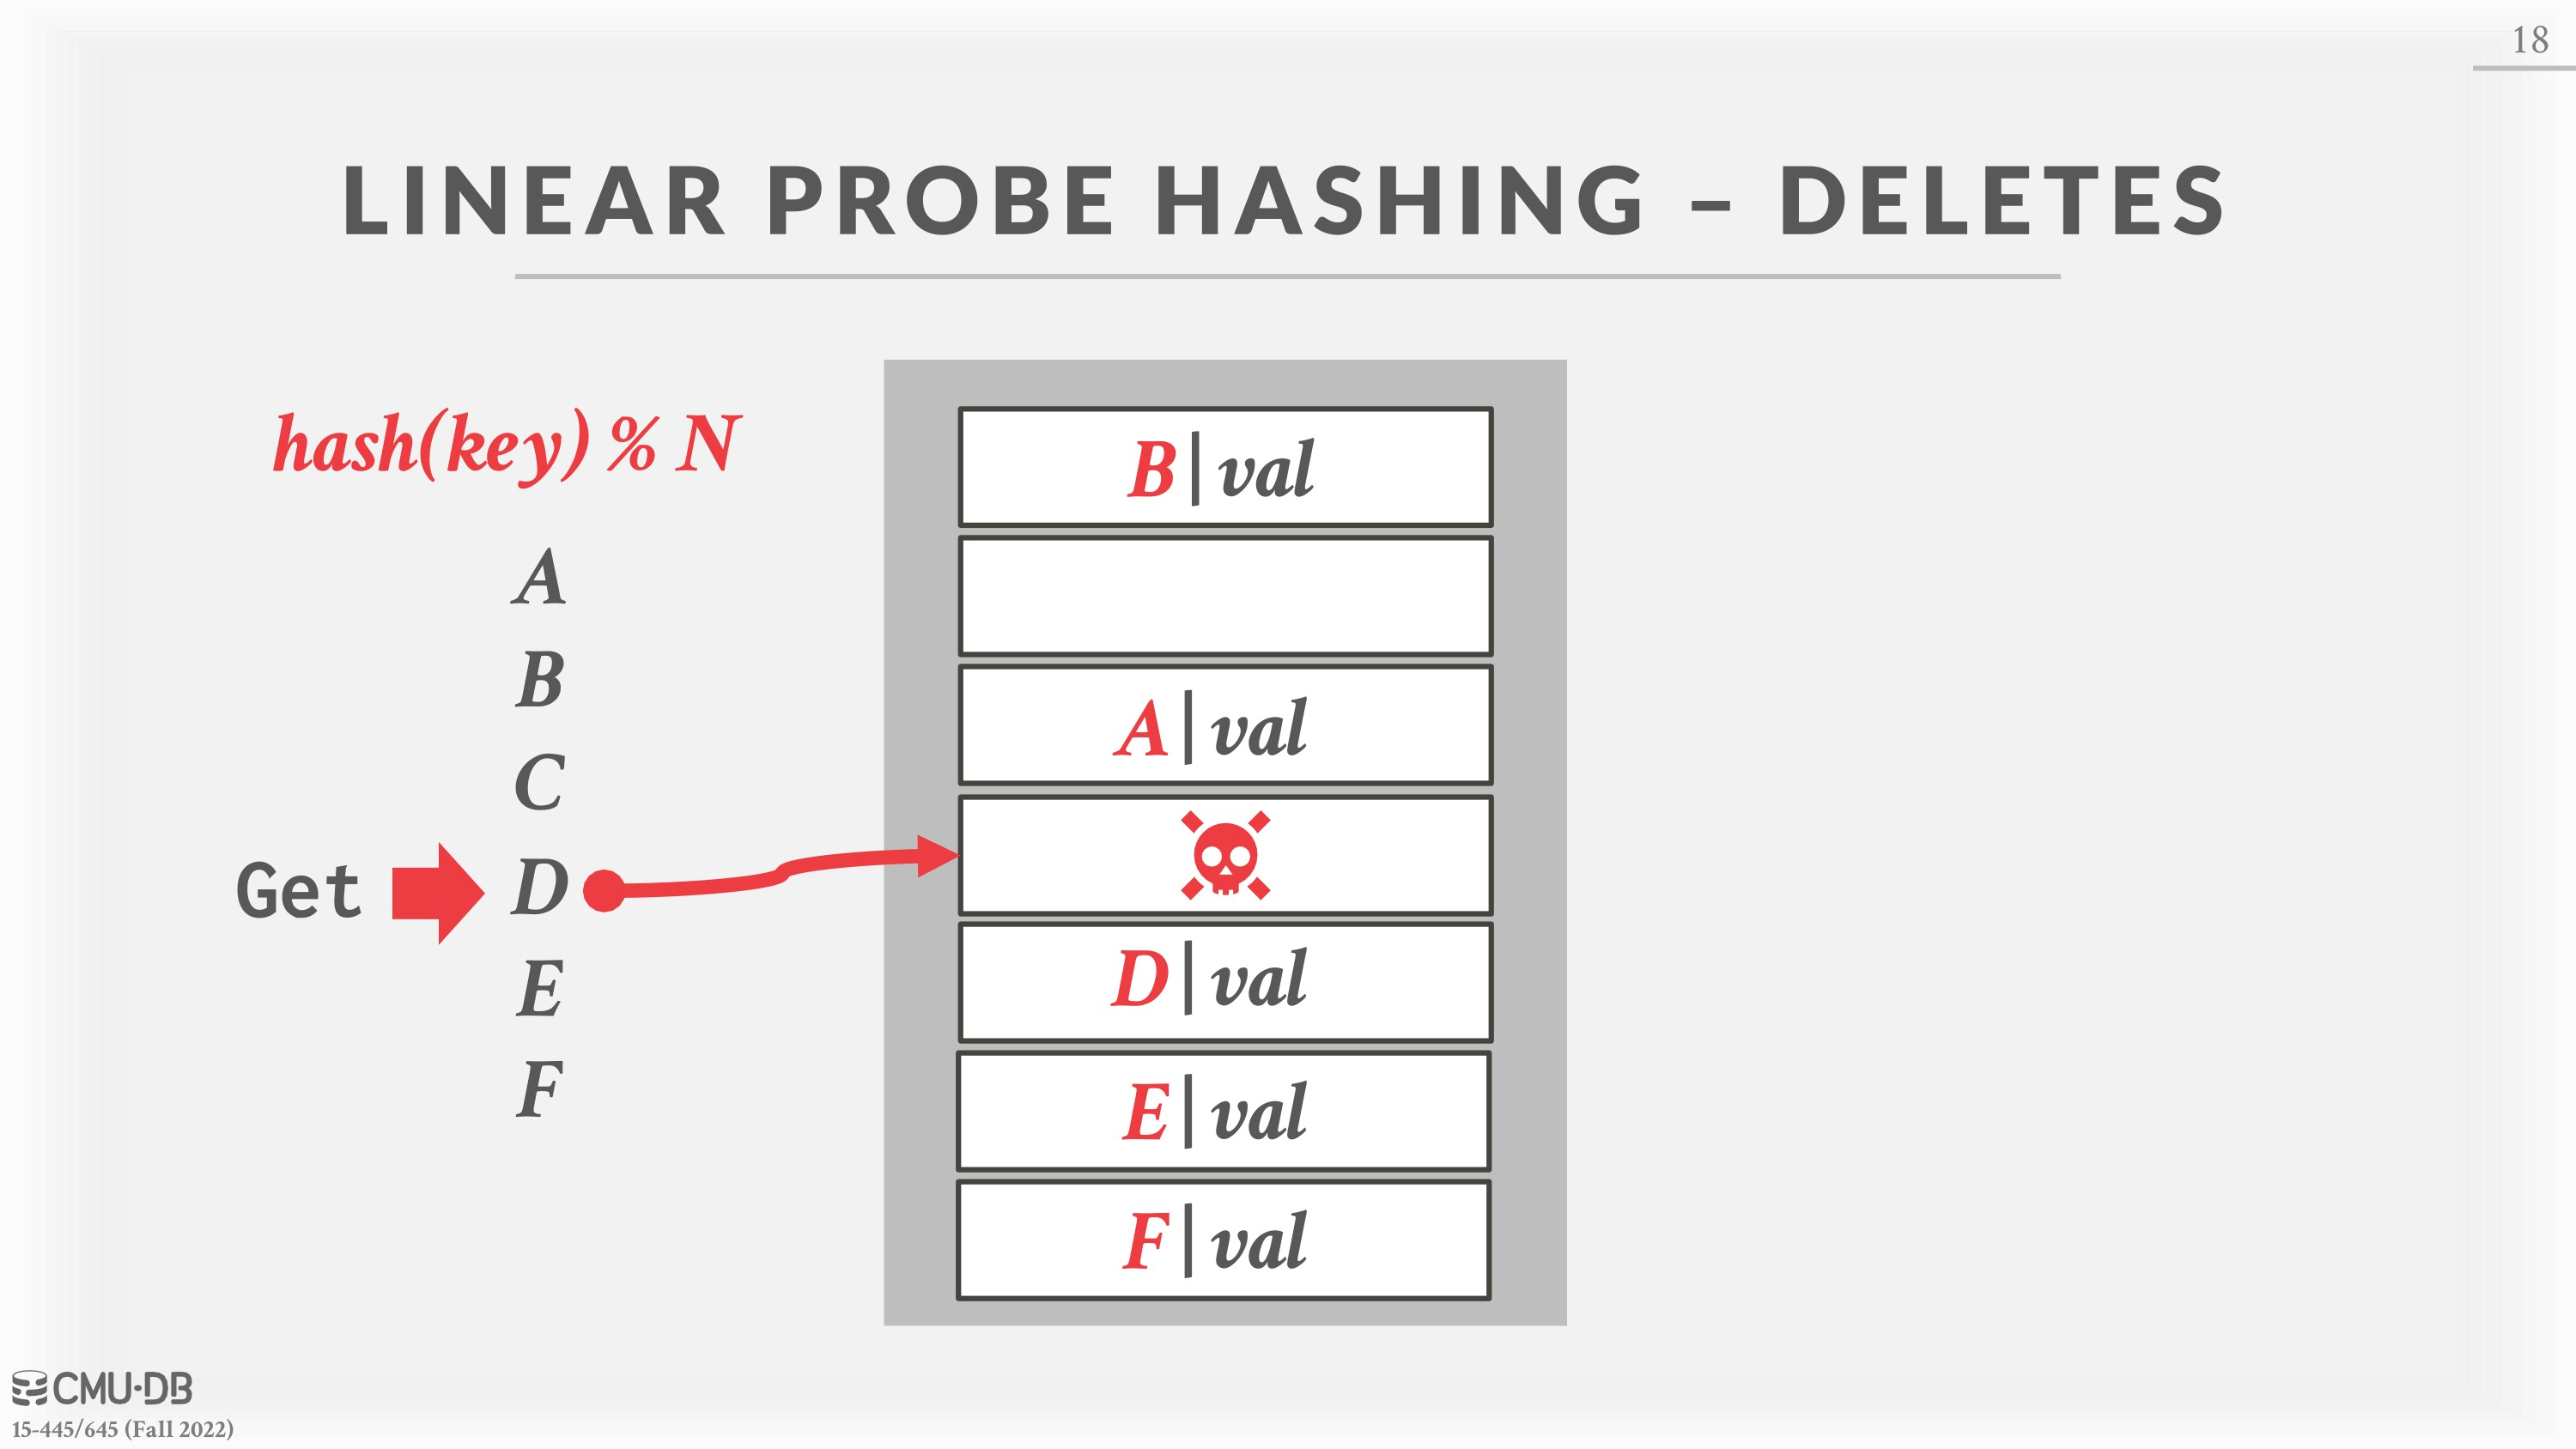 18
LINEAR PROBE HASHING – DELETES
hash(key) % N
A
B
C
Get D
E
F
B|val
A|val
D|val
E|val
F|val
CMU·DB
15-445/645 (Fall 2022)